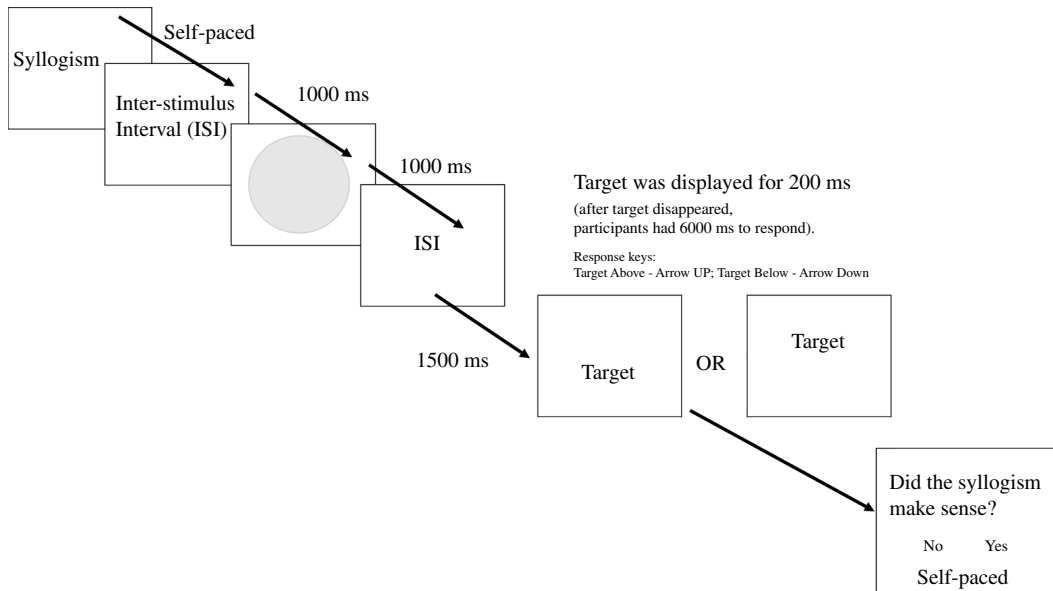 Syllogism
Self-paced
Inter-stimulus
Interval (ISI)
1000 ms
1000 ms
ISI
1500 ms
Target was displayed for 200 ms
(after target disappeared,
participants had 6000 ms to respond).
Response keys:
Target Above - Arrow UP; Target Below - Arrow Down
Target
OR
Target
Did the syllogism
make sense?
No Yes
Self-paced